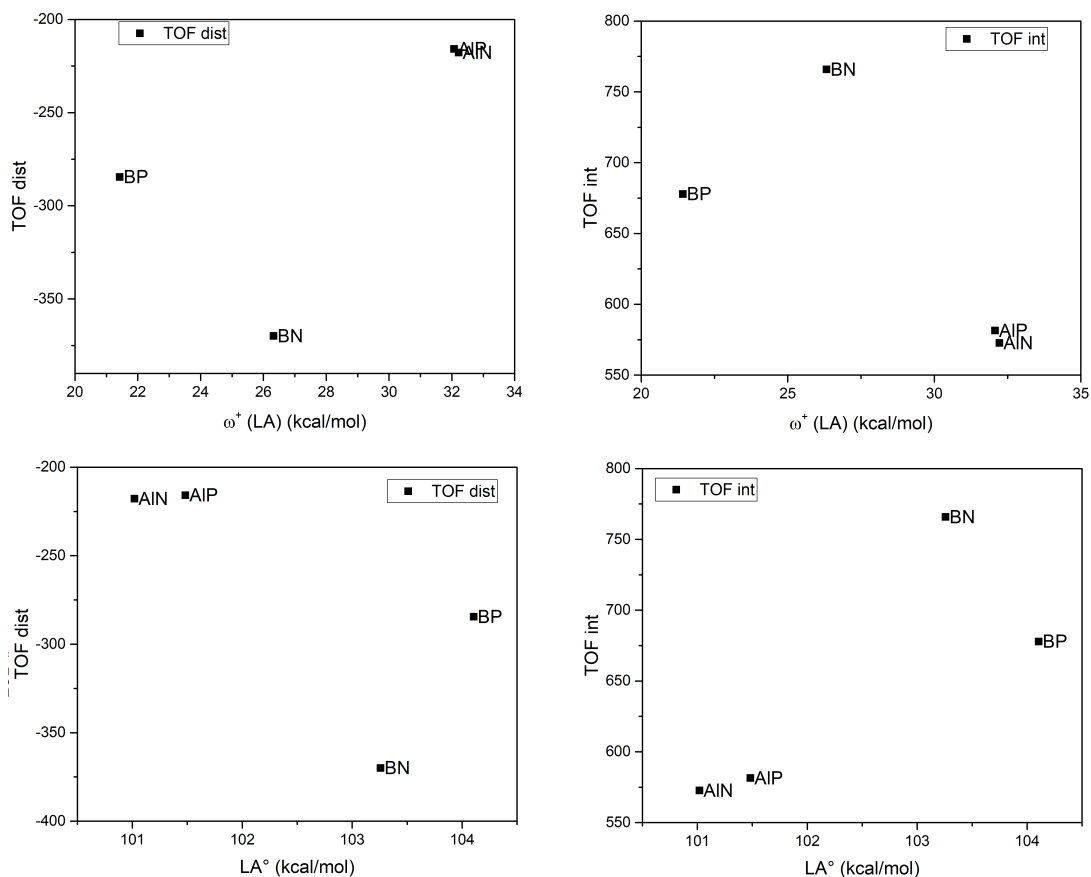 -200
TOF dist
AlP
AlN
-250
BP
-300
TOF dist
-350
BN
20 22 24 26 28 30 32 34
ω⁺ (LA) (kcal/mol)
800
TOF int
750
BN
700
BP
650
TOF int
600
AlP
AlN
550
20 25 30 35
ω⁺ (LA) (kcal/mol)
-200
TOF dist
AlN
AlP
-250
BP
-300
TOF dist
-350
BN
-400
101 102 103 104
LA° (kcal/mol)
800
TOF int
750
BN
700
BP
650
TOF int
600
AlP
AlN
550
101 102 103 104
LA° (kcal/mol)